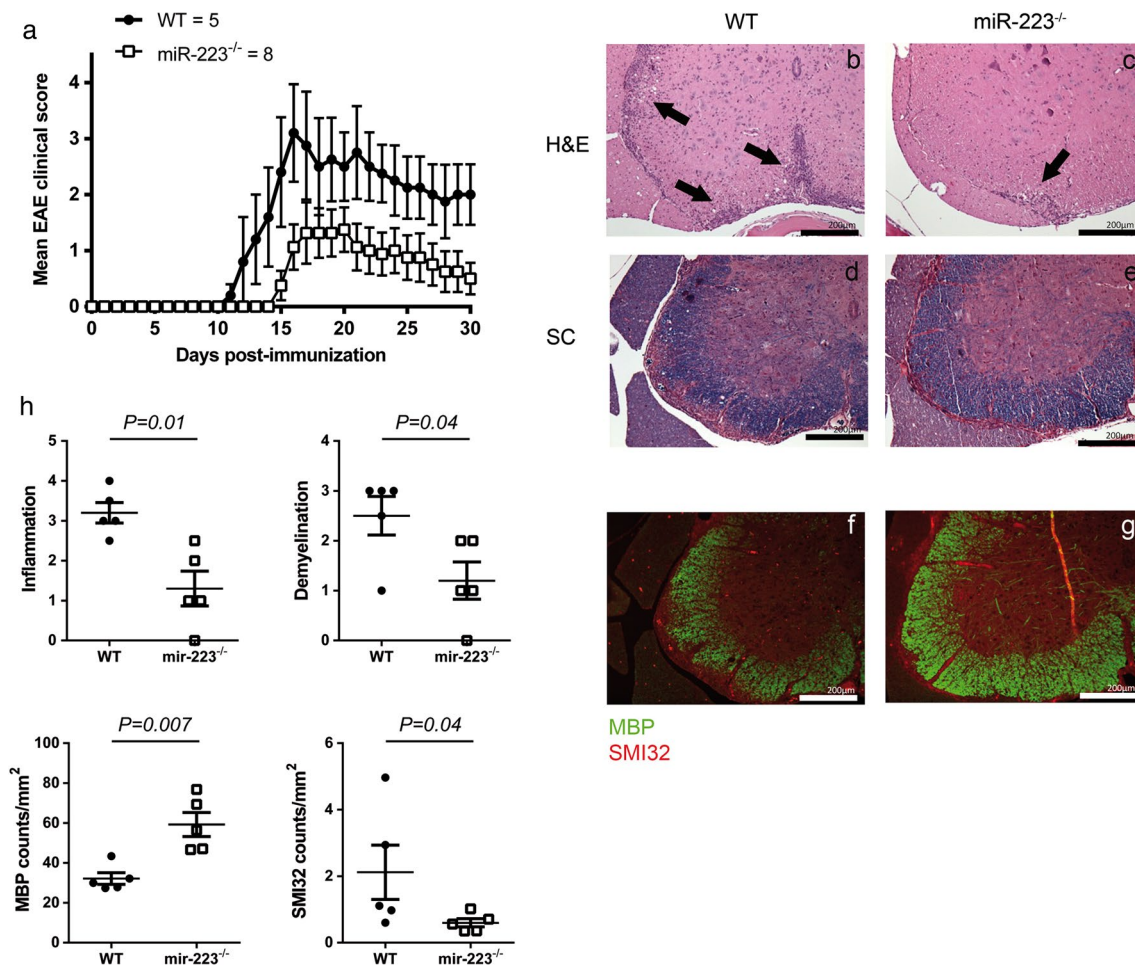 a
WT = 5
miR-223⁻/⁻ = 8
Mean EAE clinical score
4
3
2
1
0
0 5 10 15 20 25 30
Days post-immunization
WT miR-223⁻/⁻
H&E
b
200µm
c
200µm
SC
d
200µm
e
200µm
f
200µm
g
200µm
MBP
SMI32
h
P=0.01
Inflammation
5
4
3
2
1
0
WT mir-223⁻/⁻
P=0.04
Demyelination
4
3
2
1
0
WT mir-223⁻/⁻
P=0.007
MBP counts/mm²
100
80
60
40
20
0
WT mir-223⁻/⁻
P=0.04
SMI32 counts/mm²
6
4
2
0
WT mir-223⁻/⁻